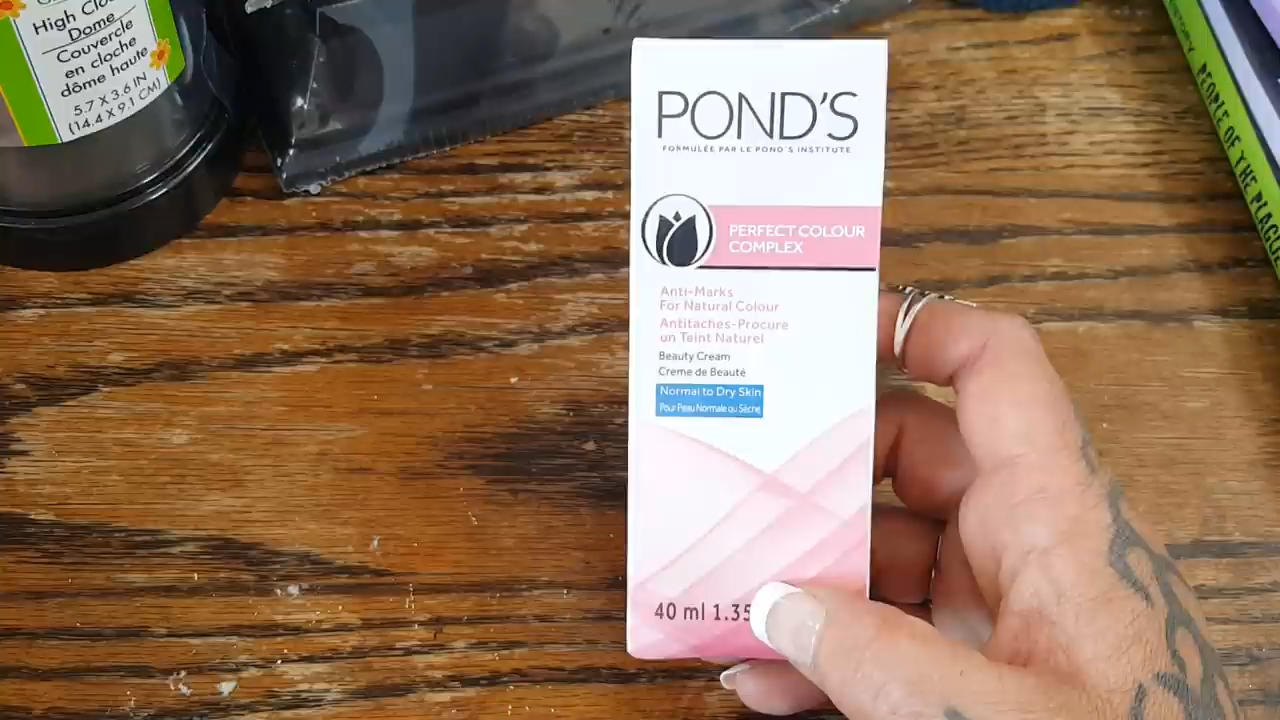 High Clo
Dome
Couvercle
en cloche
dôme haute
5.7 X 3.6 IN
(14.4 X 9.1 CM)
POND'S
FORMULÉE PAR LE POND'S INSTITUTE
PERFECT COLOUR
COMPLEX
Anti-Marks
For Natural Colour
Antitaches-Procure
un Teint Naturel
Beauty Cream
Creme de Beauté
Normal to Dry Skin
Pour Peau Normale ou Sèche
40 ml 1.35
PEOPLE OF THE PLAGUE